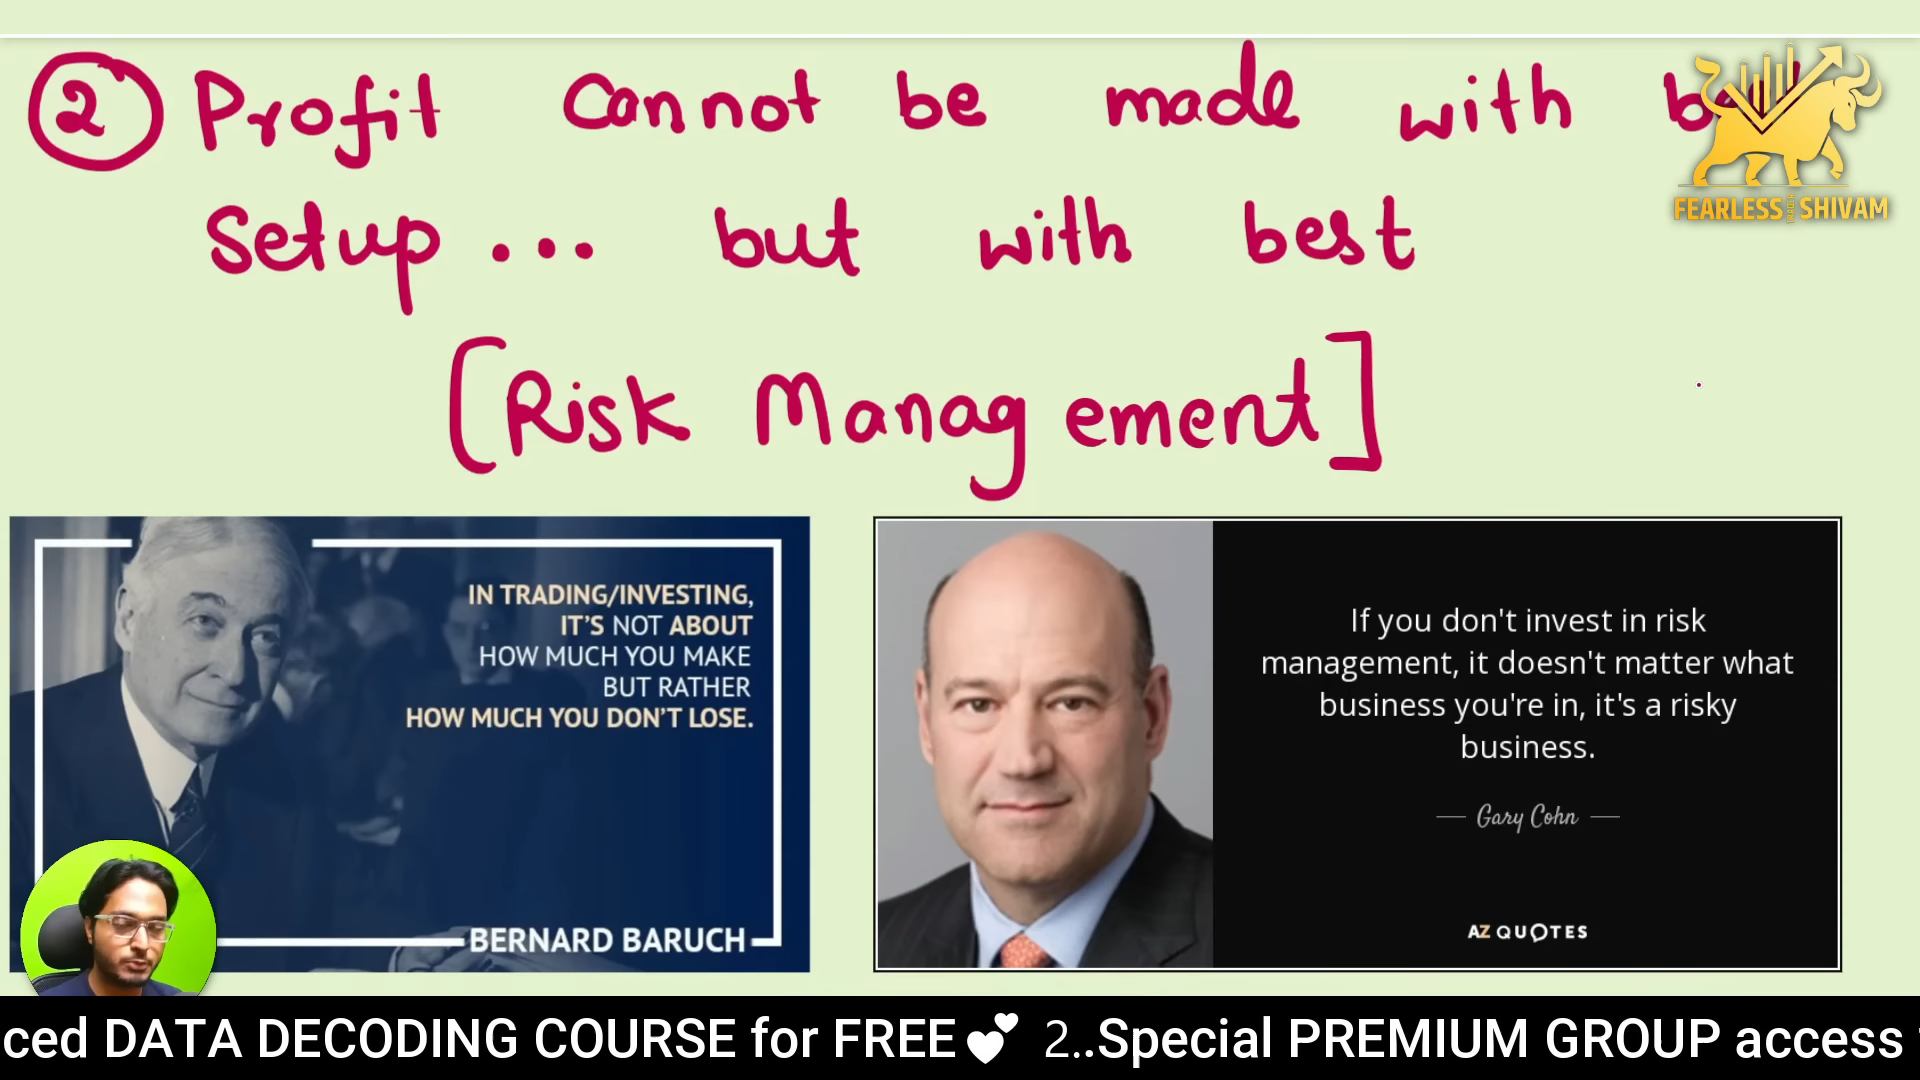 2 Profit Cannot be made with
Setup... but with best
[Risk Management]
FEARLESS SHIVAM
IN TRADING/INVESTING,
IT'S NOT ABOUT
HOW MUCH YOU MAKE
BUT RATHER
HOW MUCH YOU DON'T LOSE.
BERNARD BARUCH
If you don't invest in risk
management, it doesn't matter what
business you're in, it's a risky
business.
Gary Cohn
AZ QUOTES
ced DATA DECODING COURSE for FREE💕 2..Special PREMIUM GROUP access